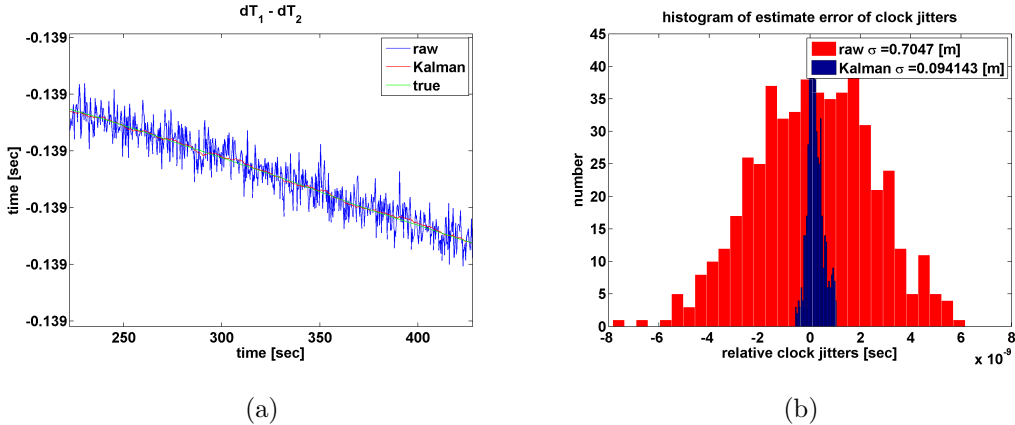 dT1 - dT2
-0.139
-0.139
-0.139
-0.139
-0.139
-0.139
time [sec]
raw
Kalman
true
250
300
350
400
time [sec]
(a)
histogram of estimate error of clock jitters
45
40
35
30
25
20
15
10
5
0
number
raw σ =0.7047 [m]
Kalman σ =0.094143 [m]
-8
-6
-4
-2
0
2
4
6
8
relative clock jitters [sec]
x 10^-9
(b)